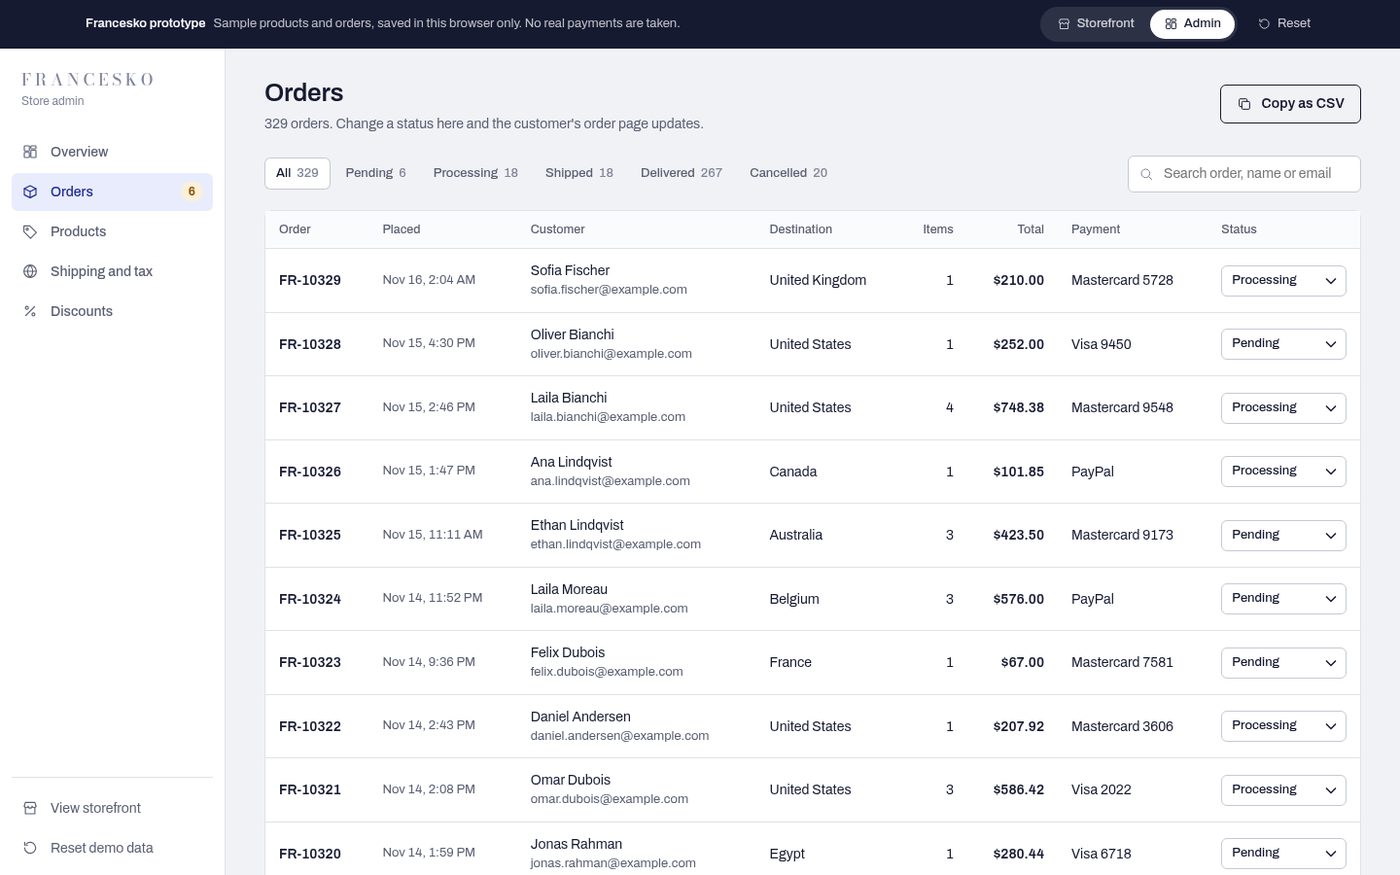 Francesko prototype Sample products and orders, saved in this browser only. No real payments are taken. Storefront Admin Reset
FRANCESKO
Store admin
Overview
Orders 6
Products
Shipping and tax
Discounts
View storefront
Reset demo data
Orders
329 orders. Change a status here and the customer's order page updates.
Copy as CSV
All 329 Pending 6 Processing 18 Shipped 18 Delivered 267 Cancelled 20
Search order, name or email
Order Placed Customer Destination Items Total Payment Status
FR-10329 Nov 16, 2:04 AM Sofia Fischer United Kingdom 1 $210.00 Mastercard 5728 Processing
sofia.fischer@example.com
FR-10328 Nov 15, 4:30 PM Oliver Bianchi United States 1 $252.00 Visa 9450 Pending
oliver.bianchi@example.com
FR-10327 Nov 15, 2:46 PM Laila Bianchi United States 4 $748.38 Mastercard 9548 Processing
laila.bianchi@example.com
FR-10326 Nov 15, 1:47 PM Ana Lindqvist Canada 1 $101.85 PayPal Processing
ana.lindqvist@example.com
FR-10325 Nov 15, 11:11 AM Ethan Lindqvist Australia 3 $423.50 Mastercard 9173 Pending
ethan.lindqvist@example.com
FR-10324 Nov 14, 11:52 PM Laila Moreau Belgium 3 $576.00 PayPal Pending
laila.moreau@example.com
FR-10323 Nov 14, 9:36 PM Felix Dubois France 1 $67.00 Mastercard 7581 Pending
felix.dubois@example.com
FR-10322 Nov 14, 2:43 PM Daniel Andersen United States 1 $207.92 Mastercard 3606 Processing
daniel.andersen@example.com
FR-10321 Nov 14, 2:08 PM Omar Dubois United States 3 $586.42 Visa 2022 Processing
omar.dubois@example.com
FR-10320 Nov 14, 1:59 PM Jonas Rahman Egypt 1 $280.44 Visa 6718 Pending
jonas.rahman@example.com